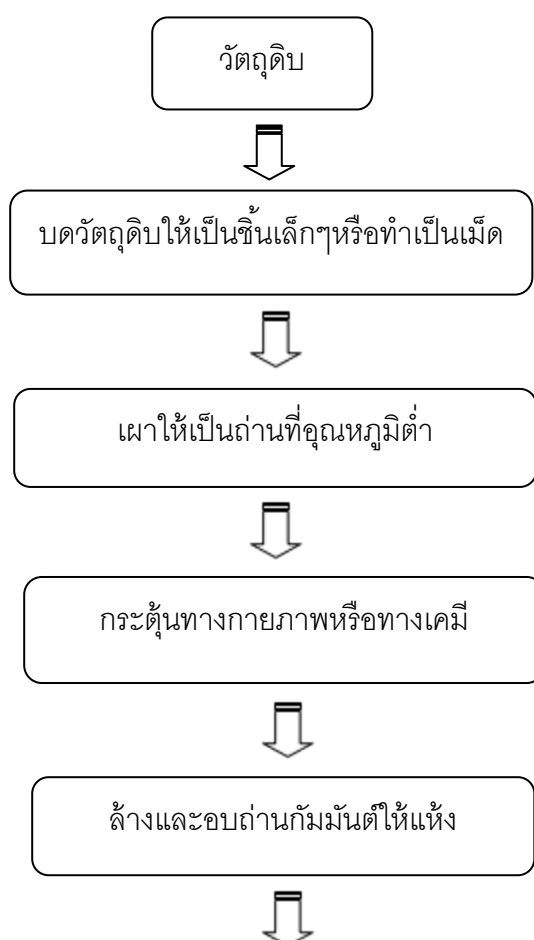 วัตถุดิบ
บดวัตถุดิบให้เป็นชิ้นเล็กๆหรือทำเป็นเม็ด
เผาให้เป็นถ่านที่อุณหภูมิต่ำ
กระตุ้นทางกายภาพหรือทางเคมี
ล้างและอบถ่านกัมมันต์ให้แห้ง